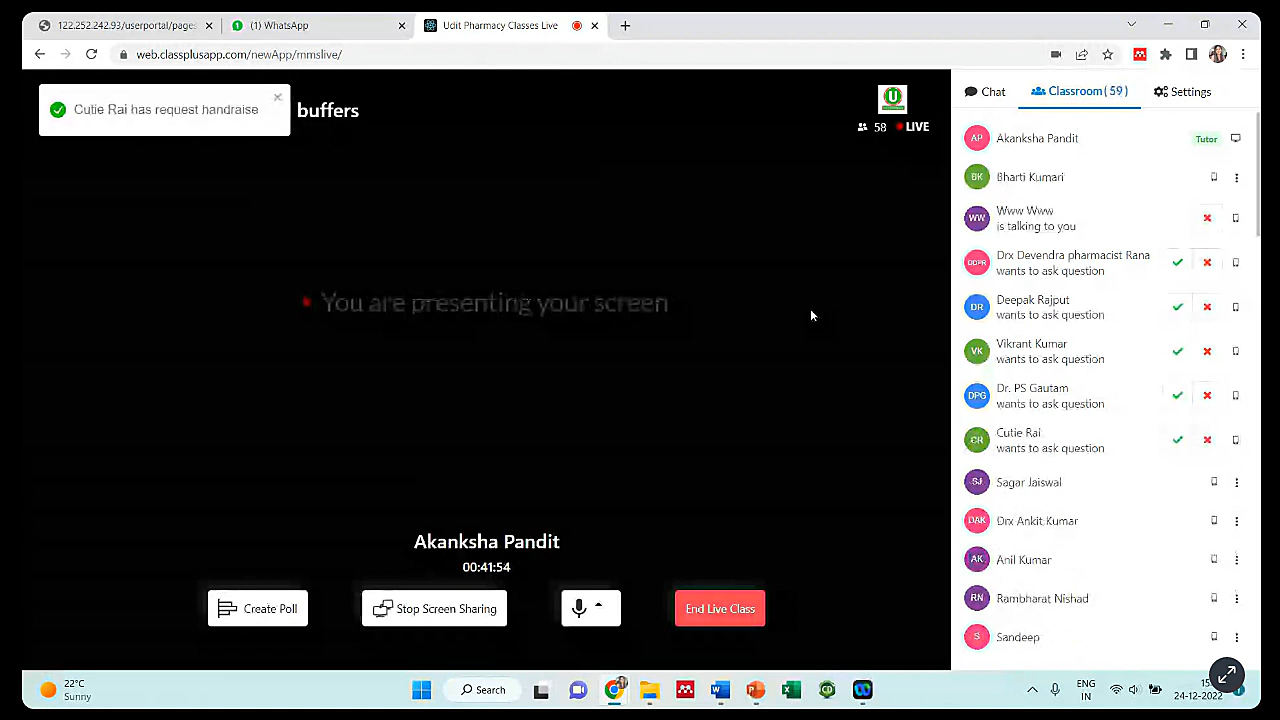 122.252.242.93/userportal/page
(1) WhatsApp
Udit Pharmacy Classes Live
web.classplusapp.com/newApp/mmslive/
Cutie Rai has request handraise
buffers
58 LIVE
You are presenting your screen
Akanksha Pandit
00:41:54
Create Poll
Stop Screen Sharing
End Live Class
Chat
Classroom (59)
Settings
AP Akanksha Pandit Tutor
BK Bharti Kumari
WW Www Www
is talking to you
DDPR Drx Devendra pharmacist Rana
wants to ask question
DR Deepak Rajput
wants to ask question
VK Vikrant Kumar
wants to ask question
DPG Dr. PS Gautam
wants to ask question
CR Cutie Rai
wants to ask question
SJ Sagar Jaiswal
DAK Drx Ankit Kumar
AK Anil Kumar
RN Rambharat Nishad
S Sandeep
22°C
Sunny
Search
ENG
IN